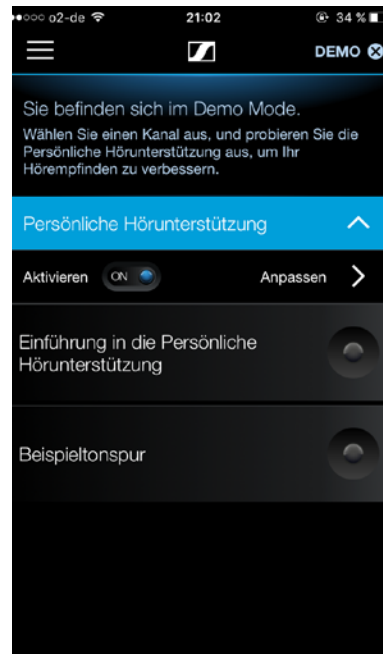 o2-de 21:02 34 %
DEMO
Sie befinden sich im Demo Mode.
Wählen Sie einen Kanal aus, und probieren Sie die
Persönliche Hörunterstützung aus, um Ihr
Hörempfinden zu verbessern.
Persönliche Hörunterstützung
Aktivieren ON Anpassen
Einführung in die Persönliche
Hörunterstützung
Beispieltonspur